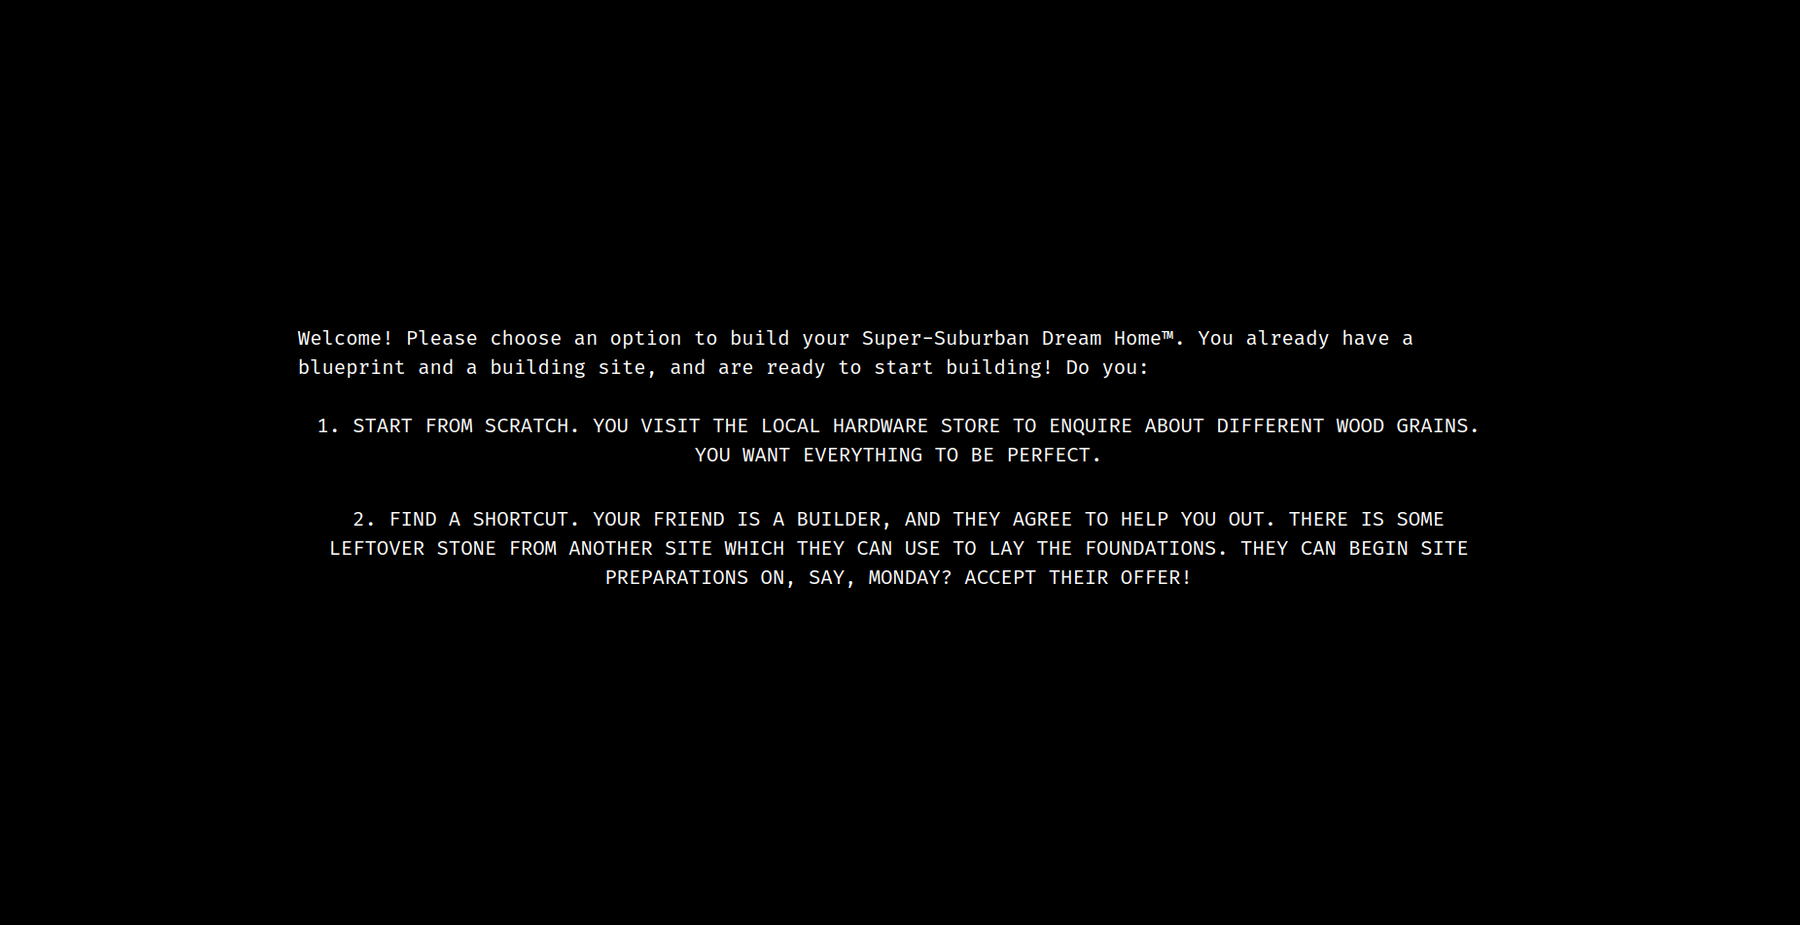 Welcome! Please choose an option to build your Super-Suburban Dream Home™. You already have a
blueprint and a building site, and are ready to start building! Do you:
1. START FROM SCRATCH. YOU VISIT THE LOCAL HARDWARE STORE TO ENQUIRE ABOUT DIFFERENT WOOD GRAINS.
YOU WANT EVERYTHING TO BE PERFECT.
2. FIND A SHORTCUT. YOUR FRIEND IS A BUILDER, AND THEY AGREE TO HELP YOU OUT. THERE IS SOME
LEFTOVER STONE FROM ANOTHER SITE WHICH THEY CAN USE TO LAY THE FOUNDATIONS. THEY CAN BEGIN SITE
PREPARATIONS ON, SAY, MONDAY? ACCEPT THEIR OFFER!